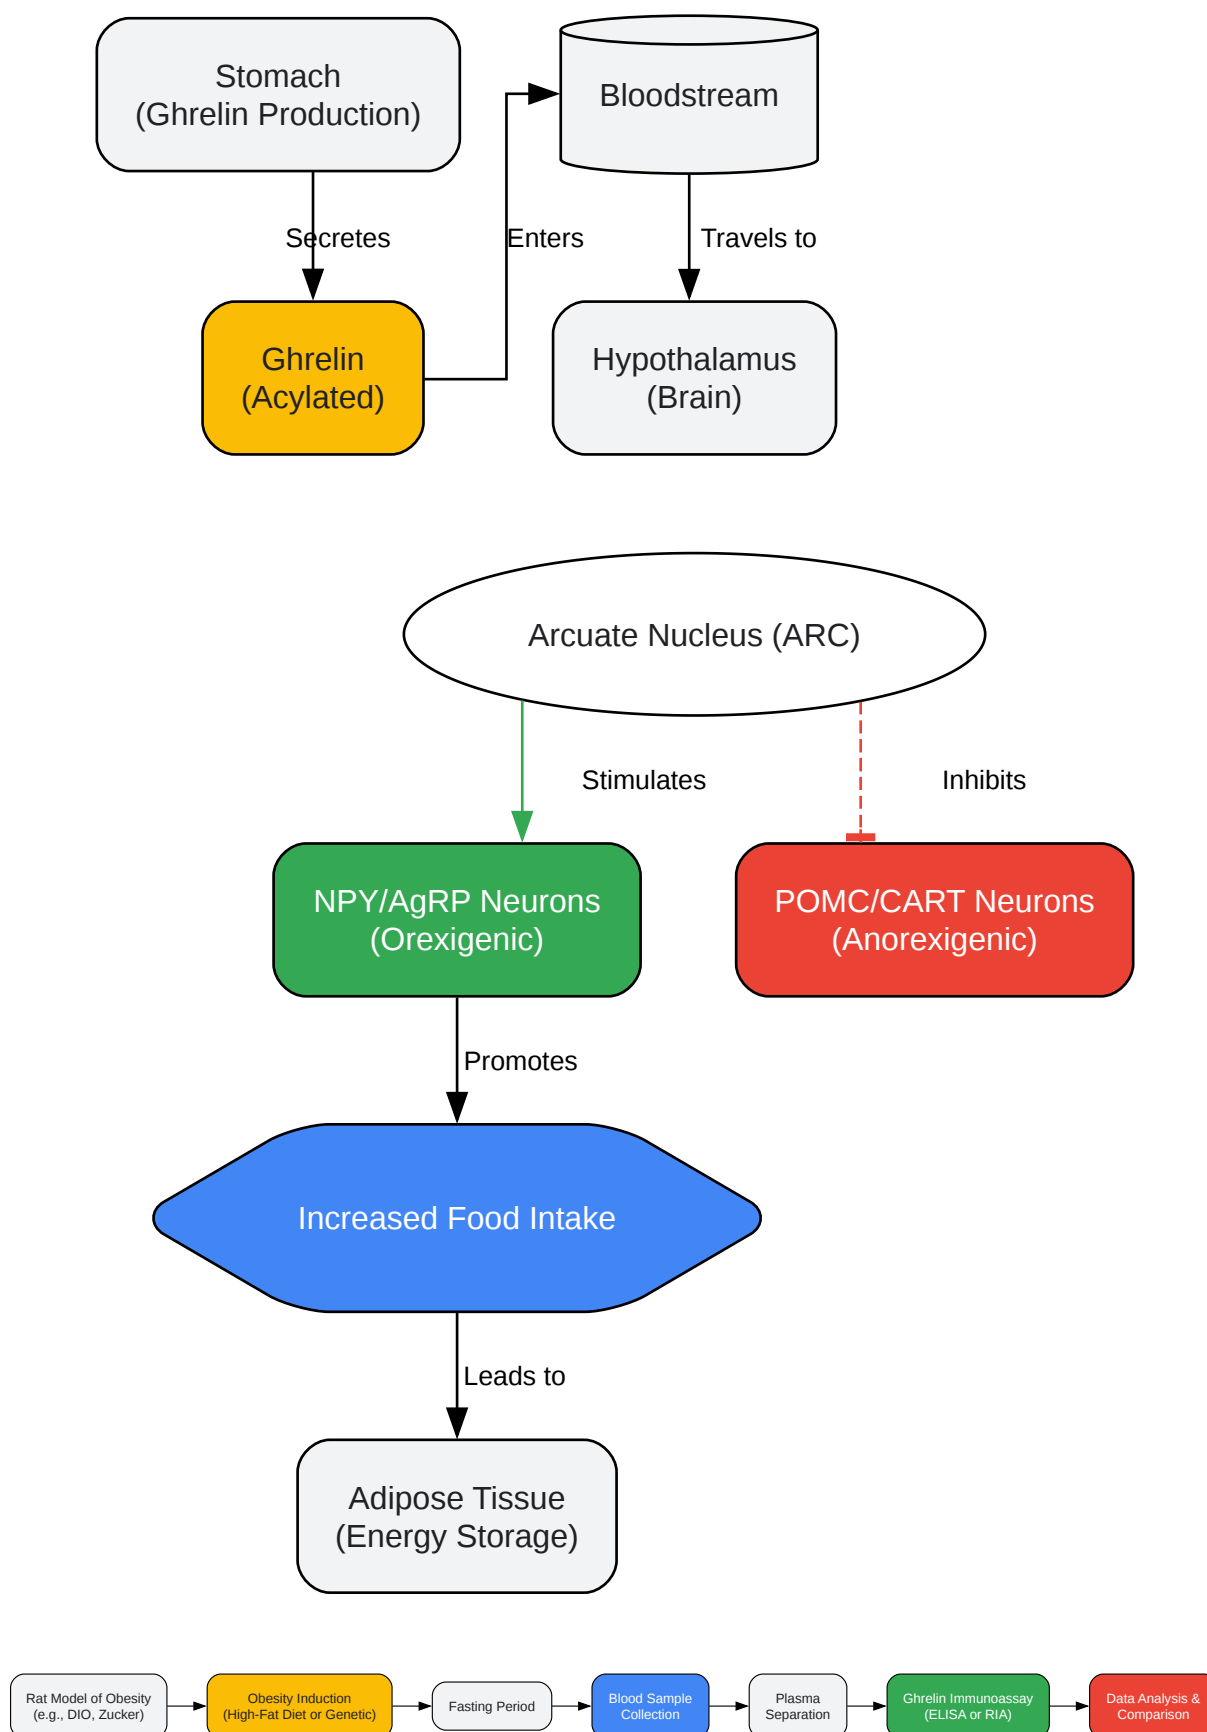 Stomach
(Ghrelin Production)
Bloodstream
Secretes
Enters
Travels to
Ghrelin
(Acylated)
Hypothalamus
(Brain)
Arcuate Nucleus (ARC)
Stimulates
Inhibits
NPY/AgRP Neurons
(Orexigenic)
POMC/CART Neurons
(Anorexigenic)
Promotes
Increased Food Intake
Leads to
Adipose Tissue
(Energy Storage)
Rat Model of Obesity
(e.g., DIO, Zucker)
Obesity Induction
(High-Fat Diet or Genetic)
Fasting Period
Blood Sample
Collection
Plasma
Separation
Ghrelin Immunoassay
(ELISA or RIA)
Data Analysis &
Comparison